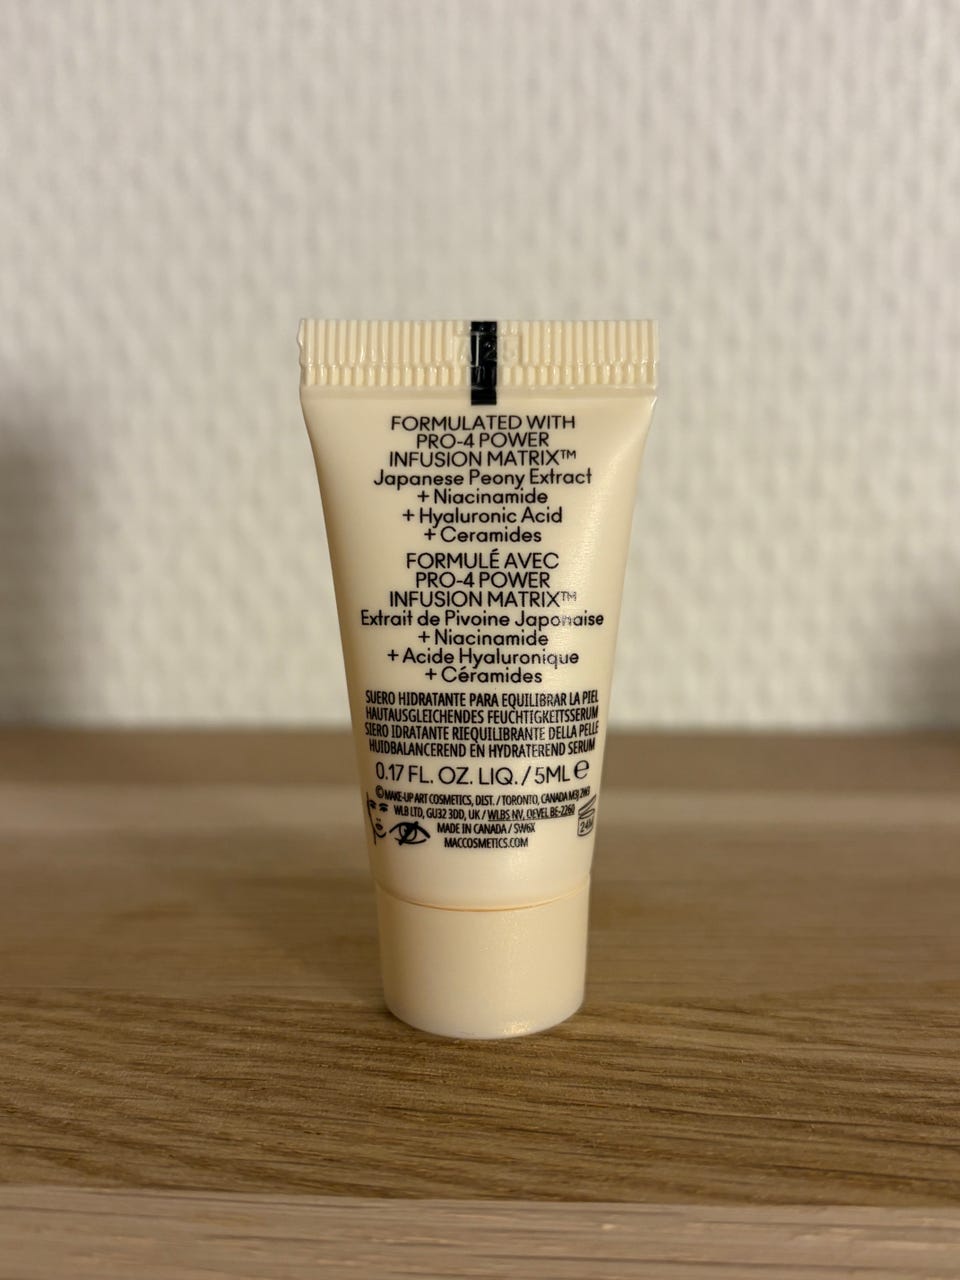 FORMULATED WITH
PRO-4 POWER
INFUSION MATRIX™
Japanese Peony Extract
+ Niacinamide
+ Hyaluronic Acid
+ Ceramides
FORMULÉ AVEC
PRO-4 POWER
INFUSION MATRIX™
Extrait de Pivoine Japonaise
+ Niacinamide
+ Acide Hyaluronique
+ Céramides
SUERO HIDRATANTE PARA EQUILIBRAR LA PIEL
HAUTAUSGLEICHENDES FEUCHTIGKEITSSERUM
SIERO IDRATANTE RIEQUILIBRANTE DELLA PELLE
HUIDBALANCEREND EN HYDRATEREND SERUM
0.17 FL. OZ. LIQ. / 5ML ℮
© MAKE-UP ART COSMETICS, DIST. / TORONTO, CANADA M3J 2W3
WLB LTD, GU32 3DD, UK / WLBS NV, OEVEL BE-2260
24M
MADE IN CANADA / SW6X
MACCOSMETICS.COM